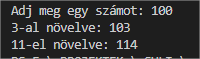 Adj meg egy számot: 100
3-al növelve: 103
11-el növelve: 114